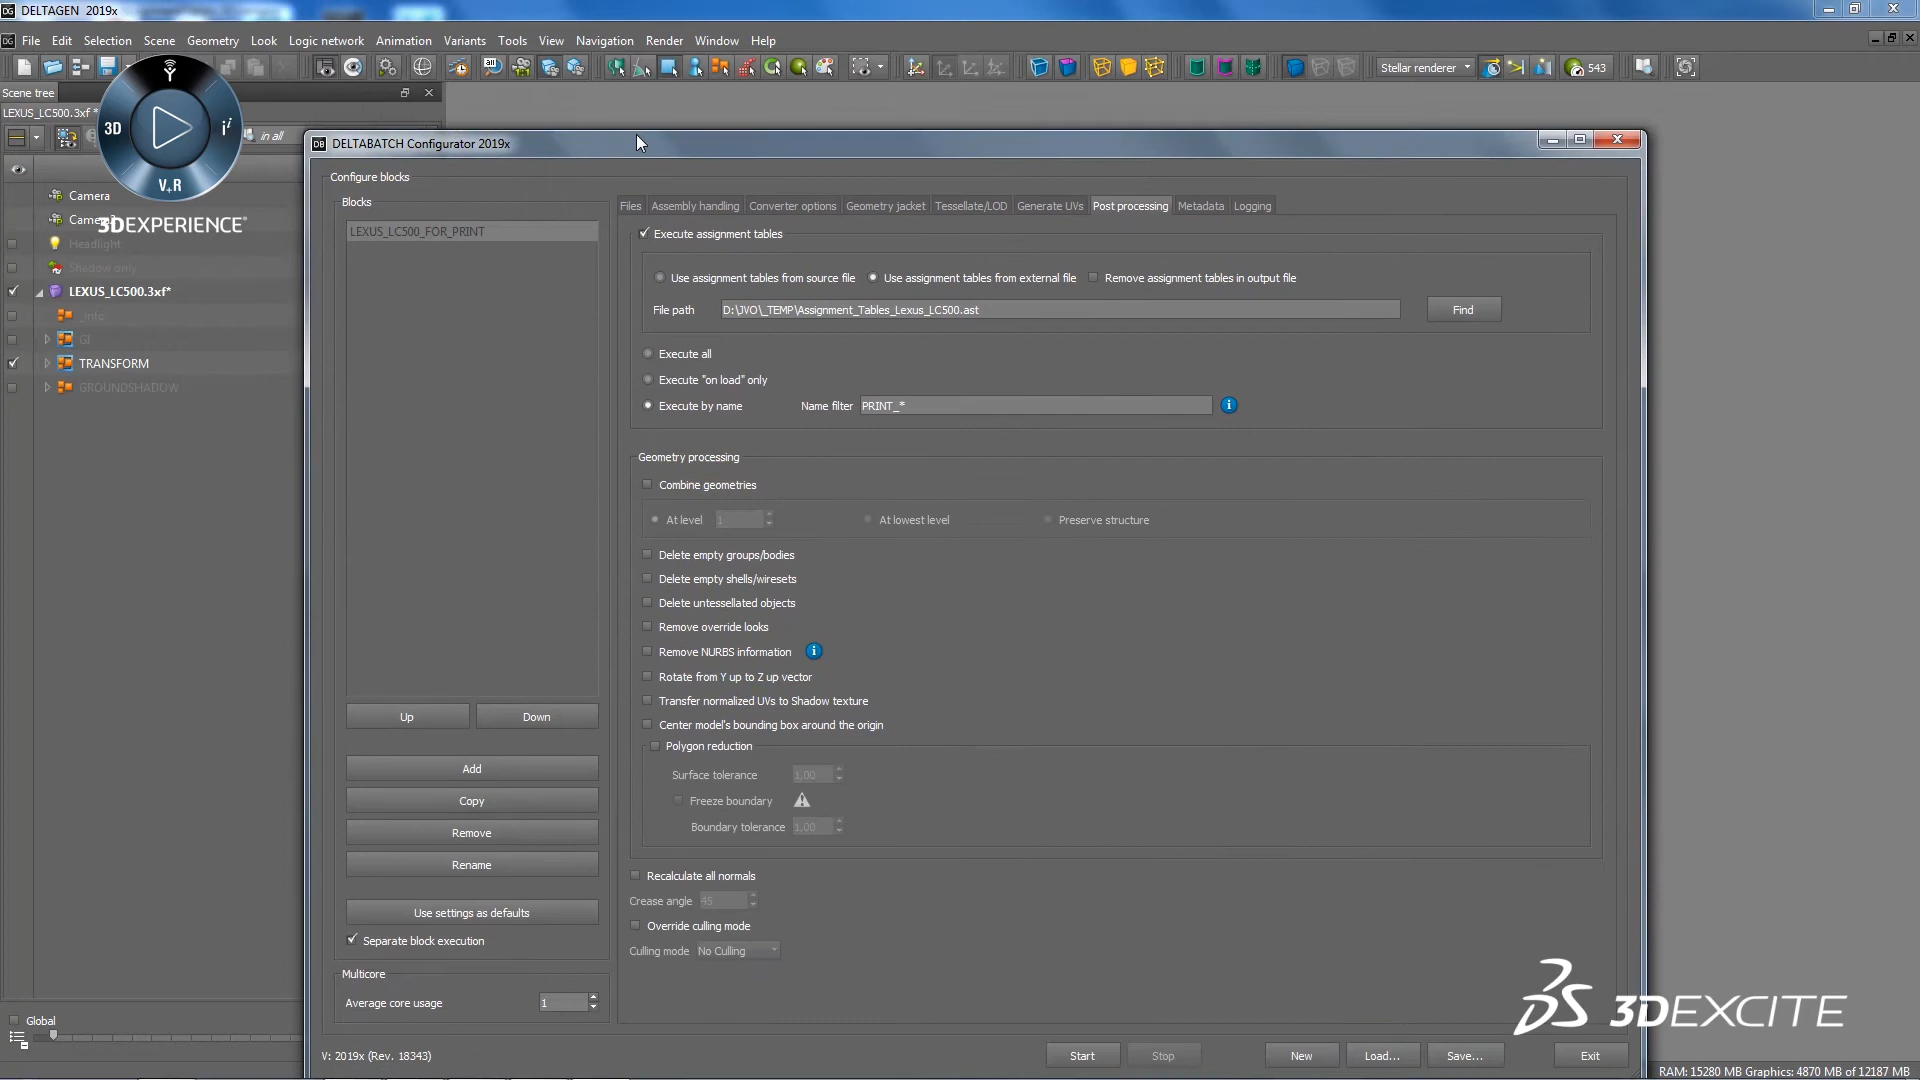 DELTAGEN 2019x
File Edit Selection Scene Geometry Look Logic network Animation Variants Tools View Navigation Render Window Help
Stellar renderer
543
Scene tree
LEXUS_LC500.3xf *
in all
3D
i
V+R
3DEXPERIENCE
Camera
Headlight
Shadow only
LEXUS_LC500.3xf*
_Info
GI
TRANSFORM
GROUNDSHADOW
Global
DELTABATCH Configurator 2019x
Configure blocks
Blocks
LEXUS_LC500_FOR_PRINT
Up Down
Add
Copy
Remove
Rename
Use settings as defaults
Separate block execution
Multicore
Average core usage 1
Files Assembly handling Converter options Geometry jacket Tessellate/LOD Generate UVs Post processing Metadata Logging
Execute assignment tables
Use assignment tables from source file Use assignment tables from external file Remove assignment tables in output file
File path D:\JVO\_TEMP\Assignment_Tables_Lexus_LC500.ast Find
Execute all
Execute "on load" only
Execute by name Name filter PRINT_*
Geometry processing
Combine geometries
At level 1 At lowest level Preserve structure
Delete empty groups/bodies
Delete empty shells/wiresets
Delete untessellated objects
Remove override looks
Remove NURBS information
Rotate from Y up to Z up vector
Transfer normalized UVs to Shadow texture
Center model's bounding box around the origin
Polygon reduction
Surface tolerance 1,00
Freeze boundary
Boundary tolerance 1,00
Recalculate all normals
Crease angle 45
Override culling mode
Culling mode No Culling
3DEXCITE
V: 2019x (Rev. 18343)
Start Stop New Load... Save... Exit
RAM: 15280 MB Graphics: 4870 MB of 12187 MB